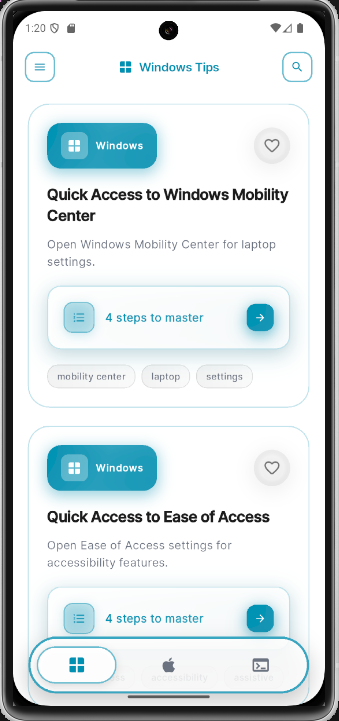 1:20
Windows Tips
Windows
Quick Access to Windows Mobility
Center
Open Windows Mobility Center for laptop
settings.
4 steps to master
mobility center laptop settings
Windows
Quick Access to Ease of Access
Open Ease of Access settings for
accessibility features.
4 steps to master
accessibility assistive